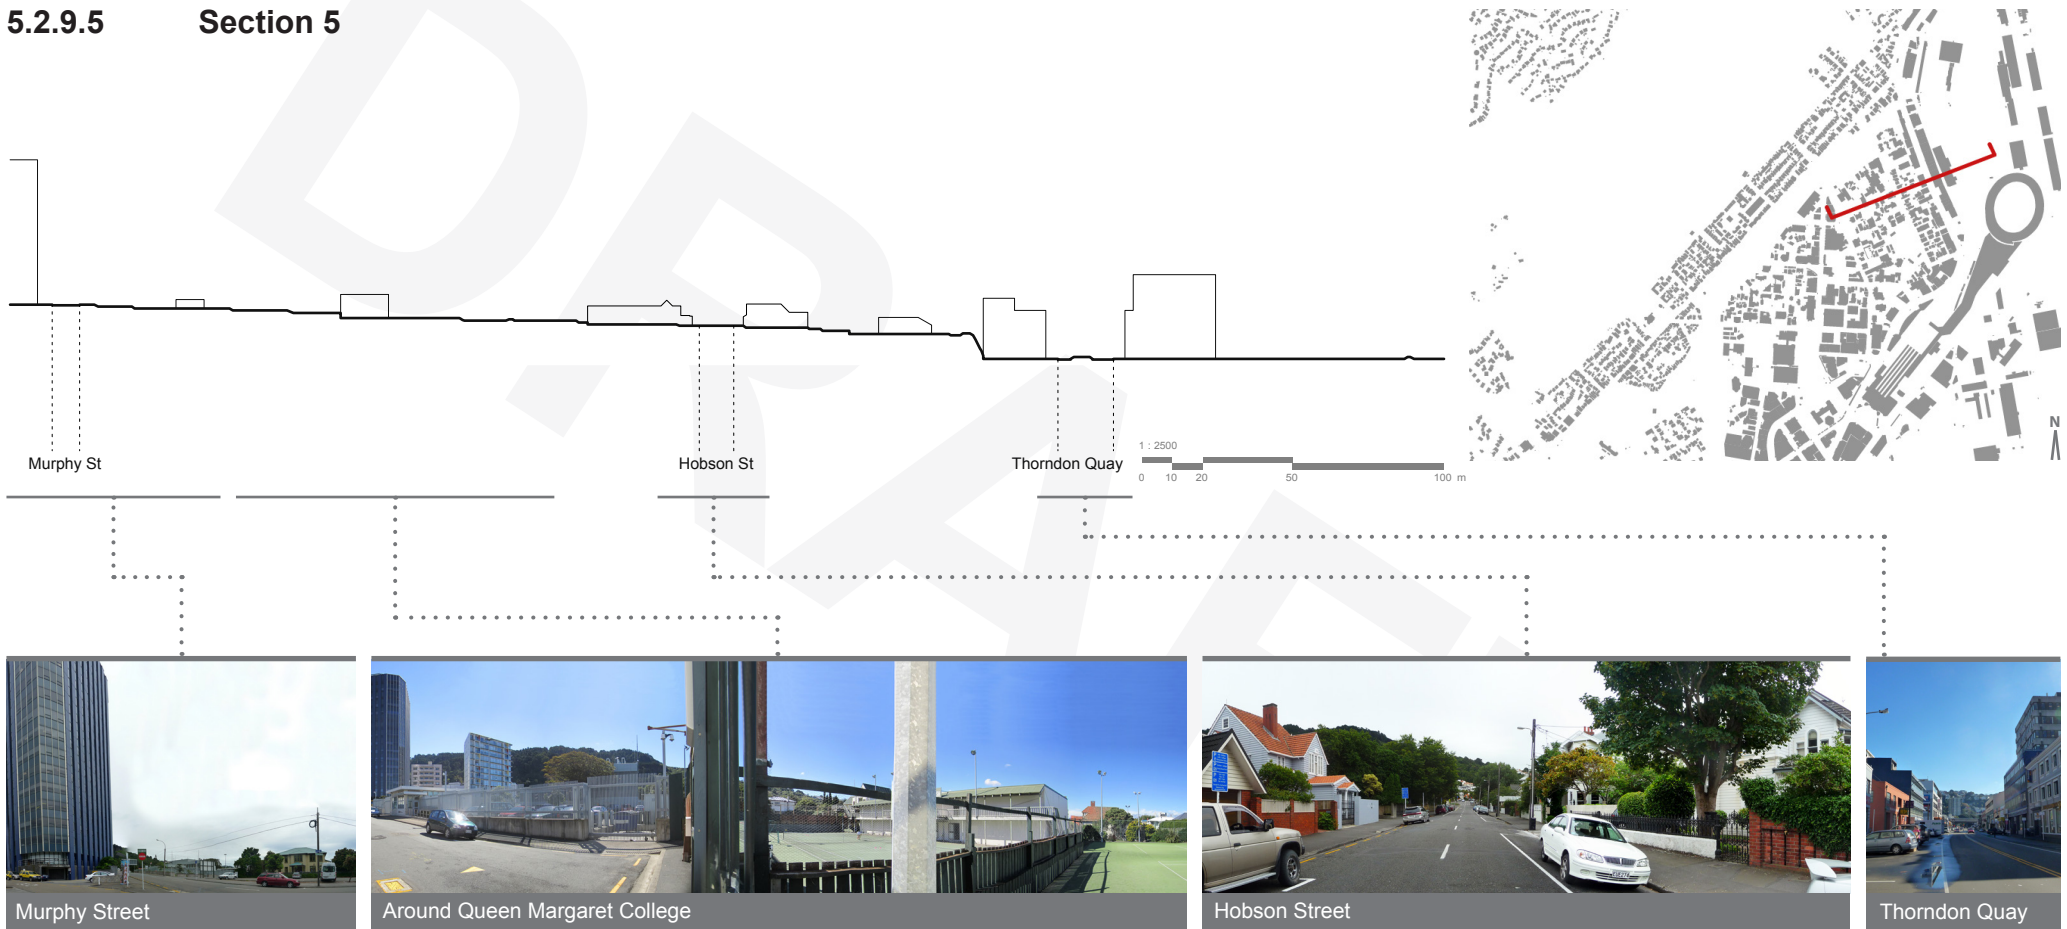 5.2.9.5 Section 5
DRAFT
N
1 : 2500
0 10 20 50 100 m
Murphy St
Hobson St
Thorndon Quay
Murphy Street
Around Queen Margaret College
Hobson Street
Thorndon Quay